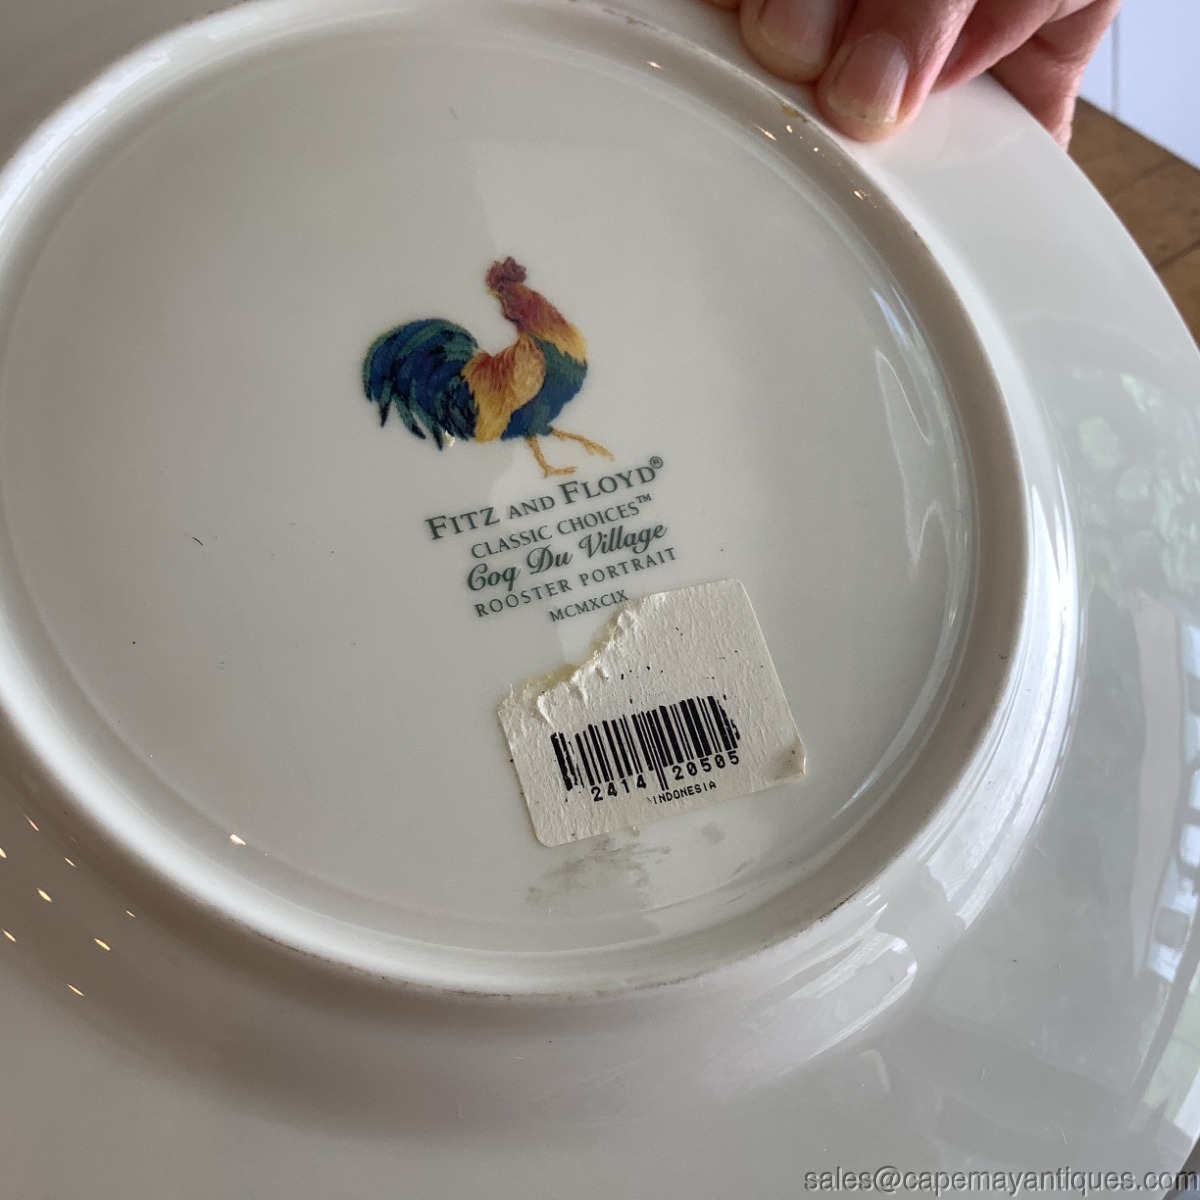 FITZ AND FLOYD®
CLASSIC CHOICES™
Coq Du Village
ROOSTER PORTRAIT
MCMXCIX
2414 20505
INDONESIA
sales@capemayantiques.com